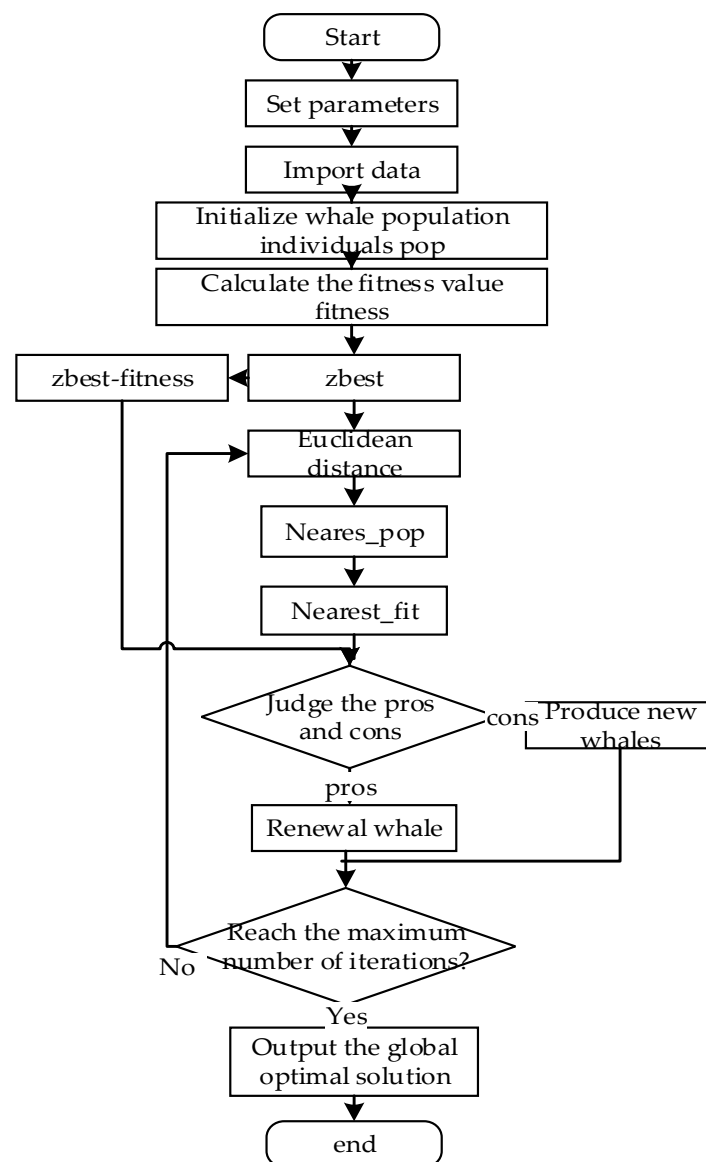 Start
Set parameters
Import data
Initialize whale population
individuals pop
Calculate the fitness value
fitness
zbest-fitness
zbest
Euclidean
distance
Neares_pop
Nearest_fit
Judge the pros
and cons
cons
Produce new
whales
pros
Renewal whale
Reach the maximum
number of iterations?
No
Yes
Output the global
optimal solution
end